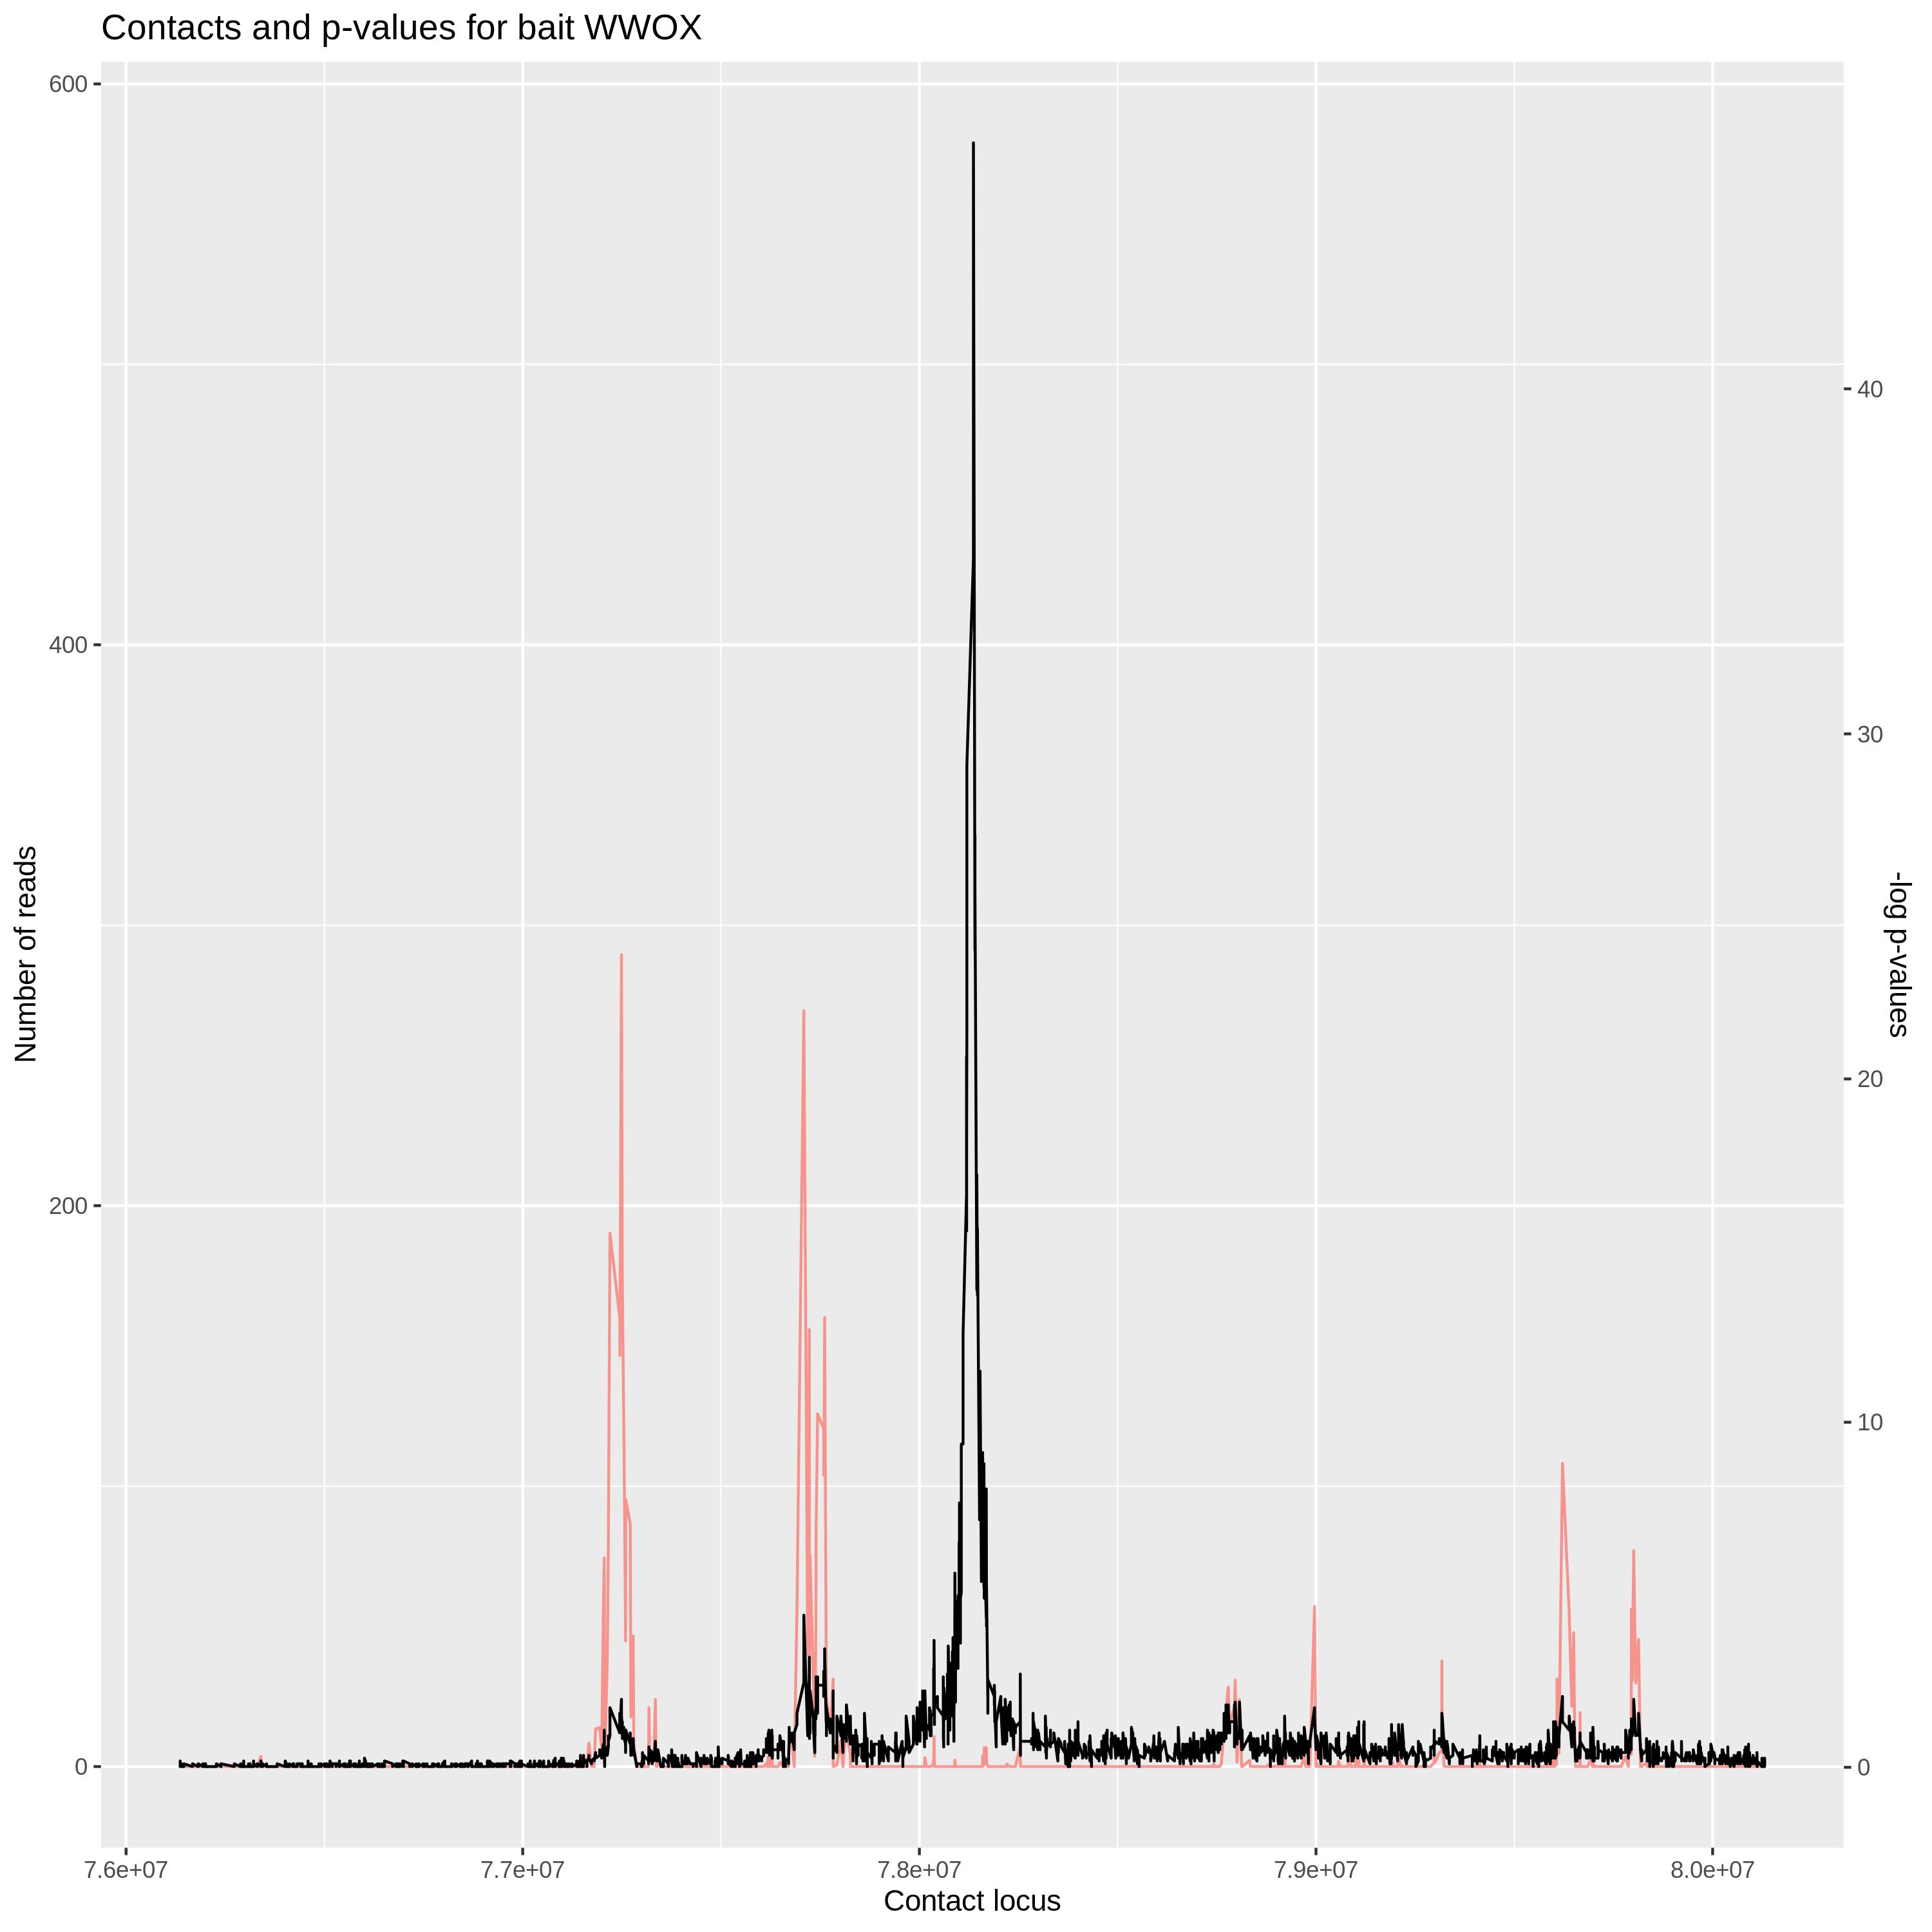 Contacts and p-values for bait WWOX
600
400
200
0
Number of reads
40
30
20
10
0
-log p-values
7.6e+07
7.7e+07
7.8e+07
7.9e+07
8.0e+07
Contact locus